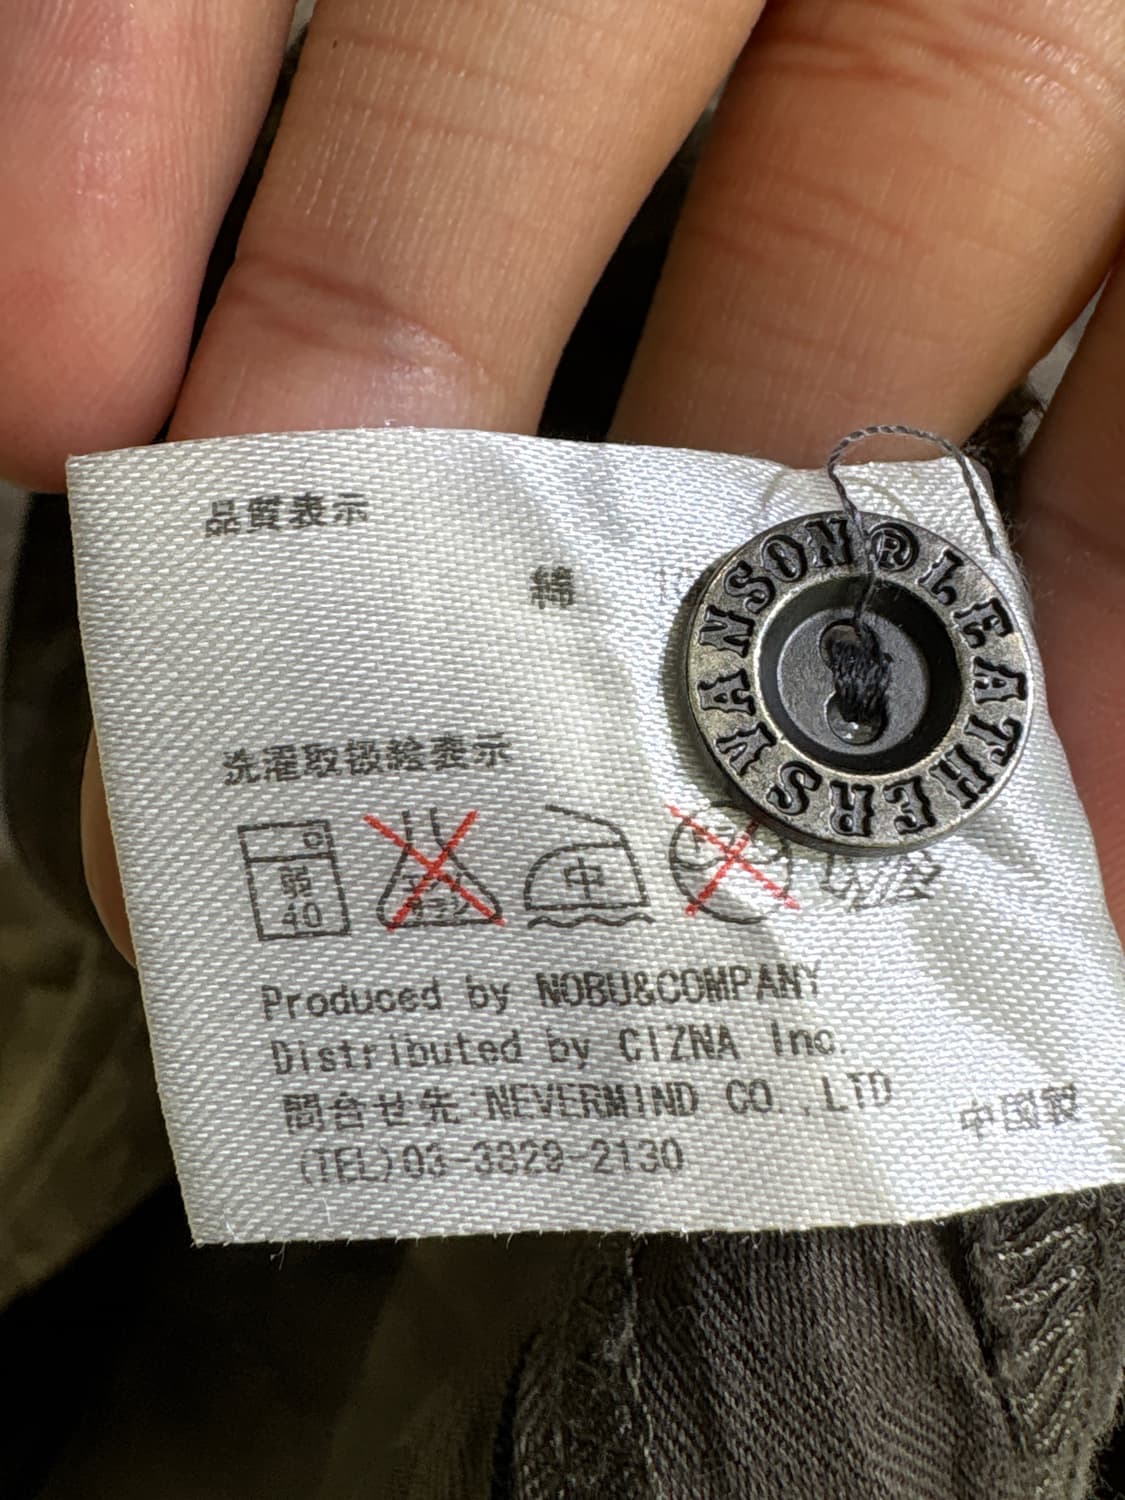 品質表示
綿
VANSON®LEATHERS
洗濯取扱絵表示
弱
40
中
Produced by NOBU&COMPANY
Distributed by CIZNA Inc.
問合せ先:NEVERMIND CO.,LTD
(TEL)03-3829-2130
中国製